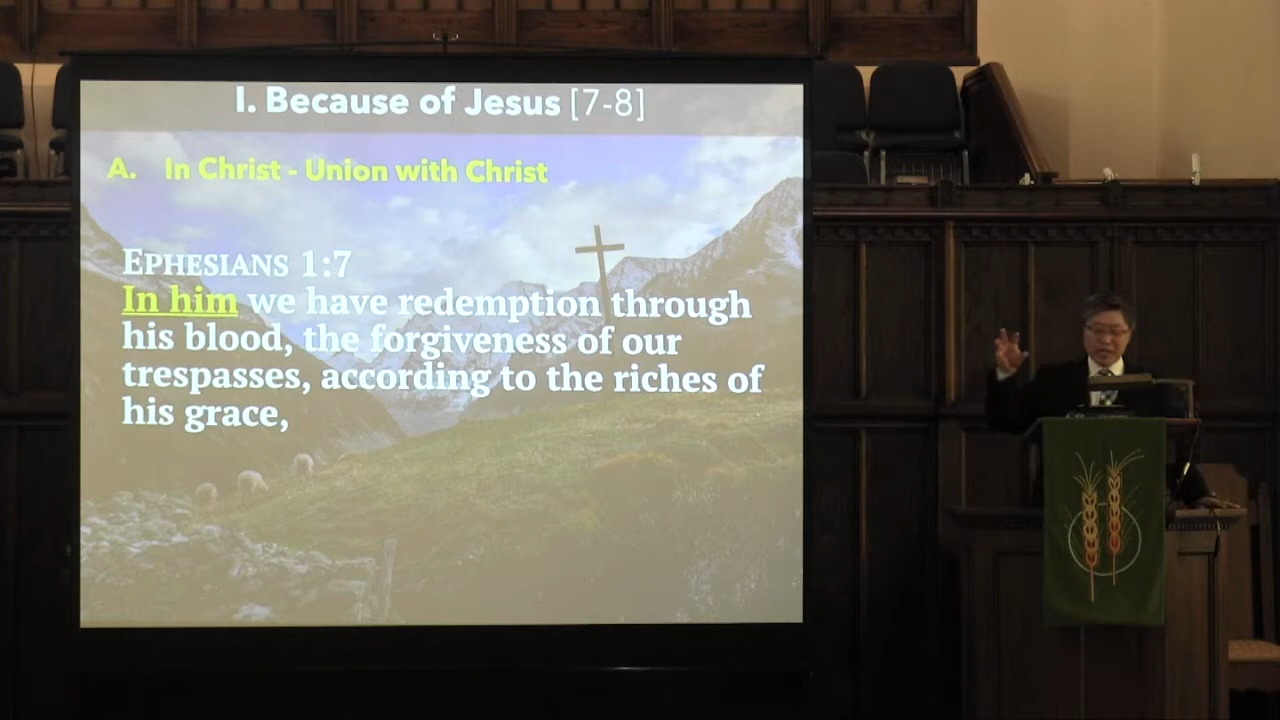 I. Because of Jesus [7-8]
A. In Christ - Union with Christ
EPHESIANS 1:7
In him we have redemption through
his blood, the forgiveness of our
trespasses, according to the riches of
his grace,